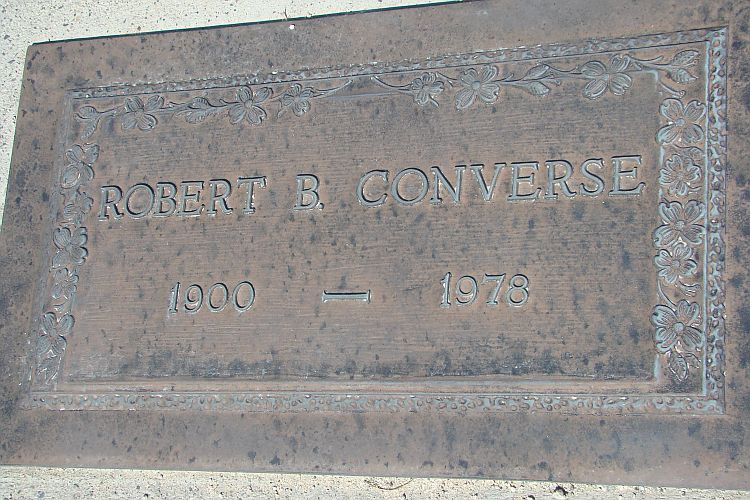 ROBERT B. CONVERSE
1900 — 1978